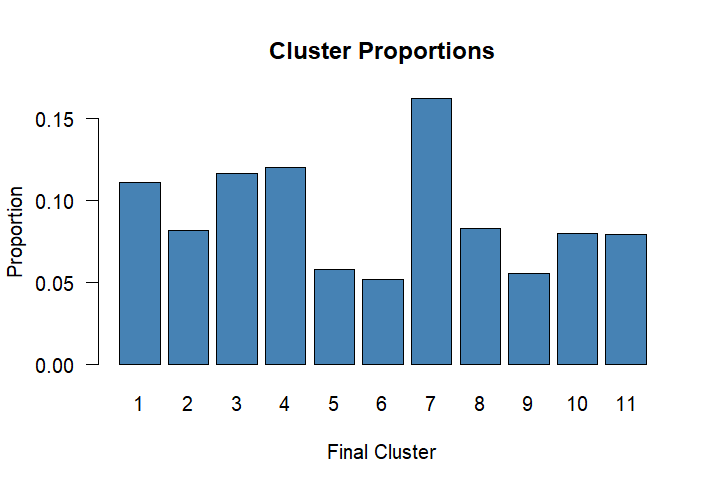 Cluster Proportions
Proportion
0.15
0.10
0.05
0.00
1 2 3 4 5 6 7 8 9 10 11
Final Cluster